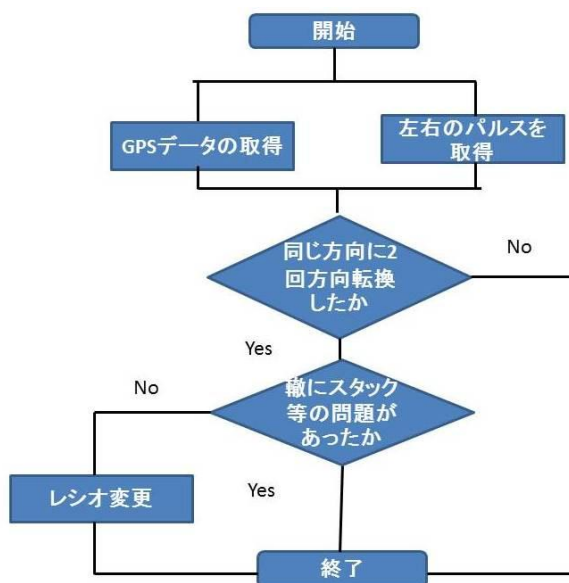 開始
GPSデータの取得
左右のパルスを
取得
同じ方向に2
回方向転換
したか
No
Yes
轍にスタック
等の問題が
あったか
No
レシオ変更
Yes
終了